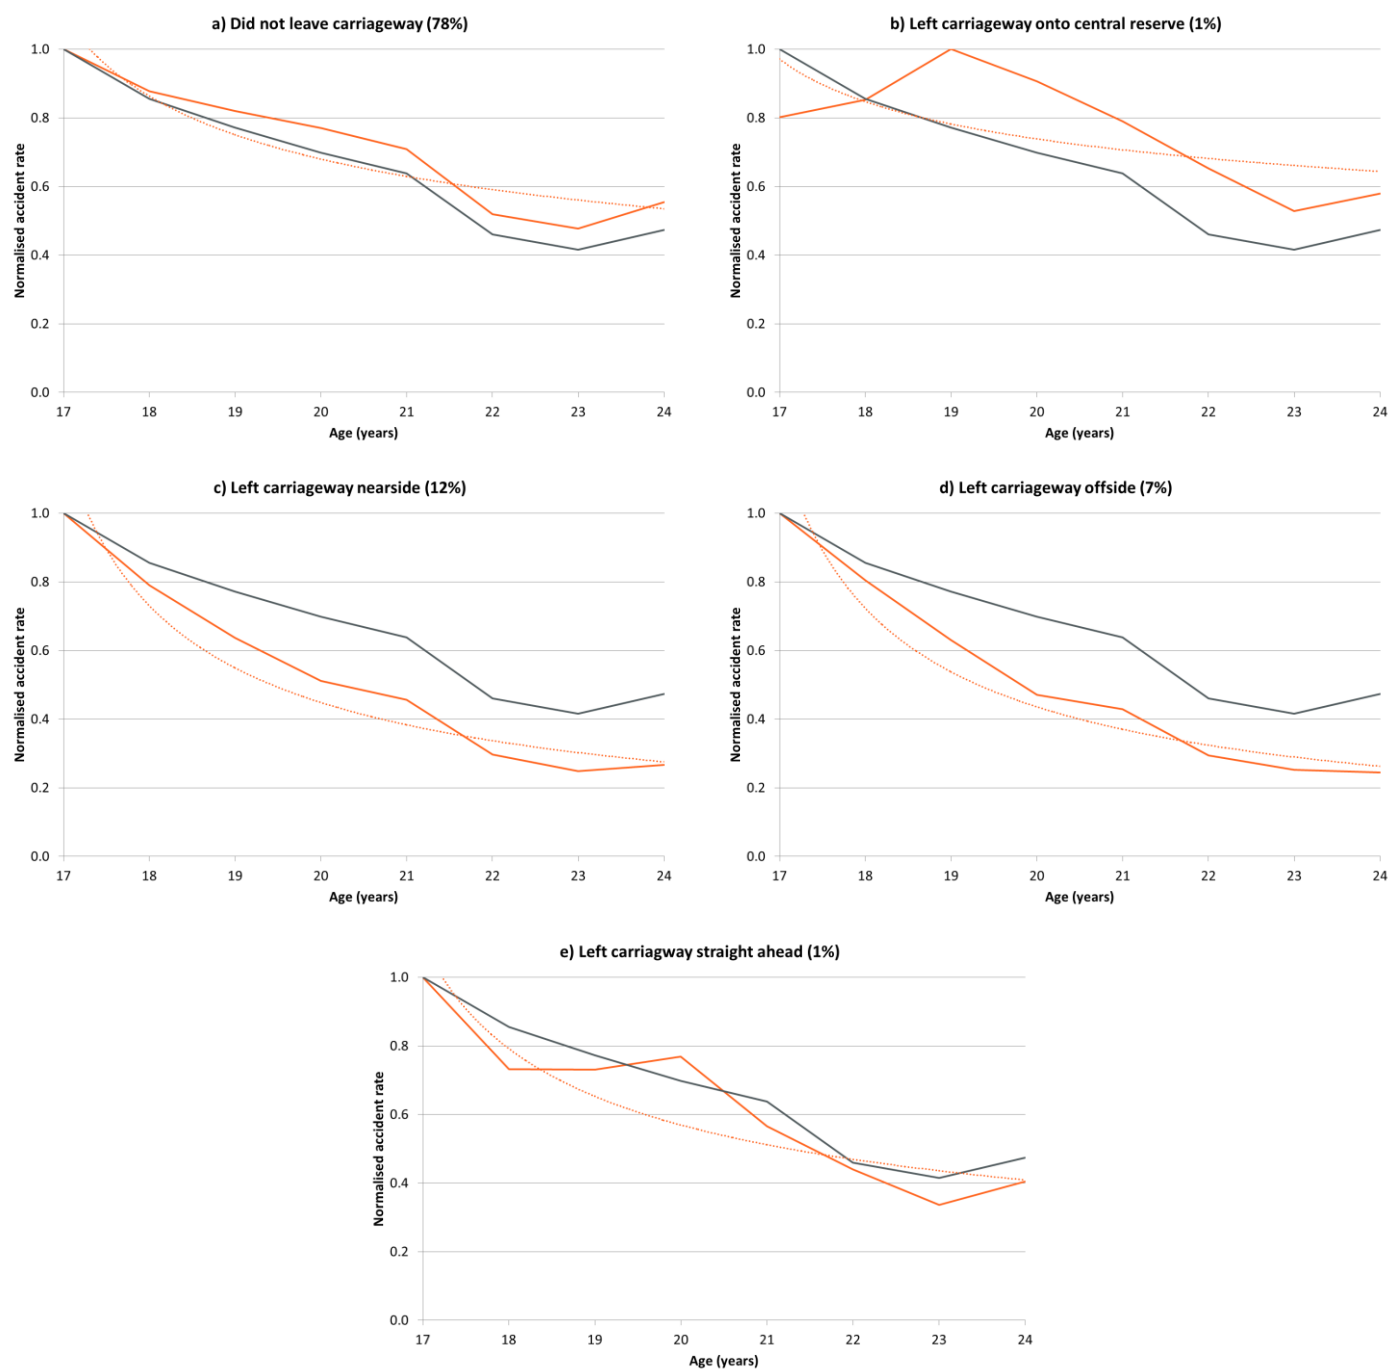 a) Did not leave carriageway (78%)
Normalised accident rate
1.0
0.8
0.6
0.4
0.2
0.0
17 18 19 20 21 22 23 24
Age (years)
b) Left carriageway onto central reserve (1%)
Normalised accident rate
1.0
0.8
0.6
0.4
0.2
0.0
17 18 19 20 21 22 23 24
Age (years)
c) Left carriageway nearside (12%)
Normalised accident rate
1.0
0.8
0.6
0.4
0.2
0.0
17 18 19 20 21 22 23 24
Age (years)
d) Left carriageway offside (7%)
Normalised accident rate
1.0
0.8
0.6
0.4
0.2
0.0
17 18 19 20 21 22 23 24
Age (years)
e) Left carriagway straight ahead (1%)
Normalised accident rate
1.0
0.8
0.6
0.4
0.2
0.0
17 18 19 20 21 22 23 24
Age (years)